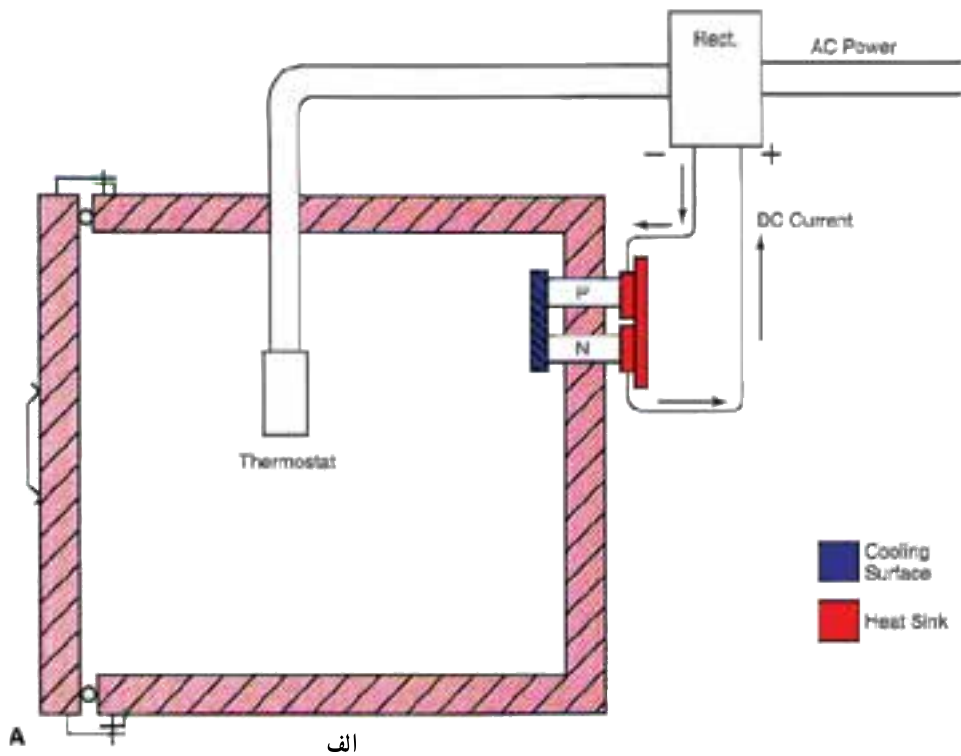 Rect.
AC Power
− +
DC Current
P
N
Thermostat
Cooling
Surface
Heat Sink
A
الف